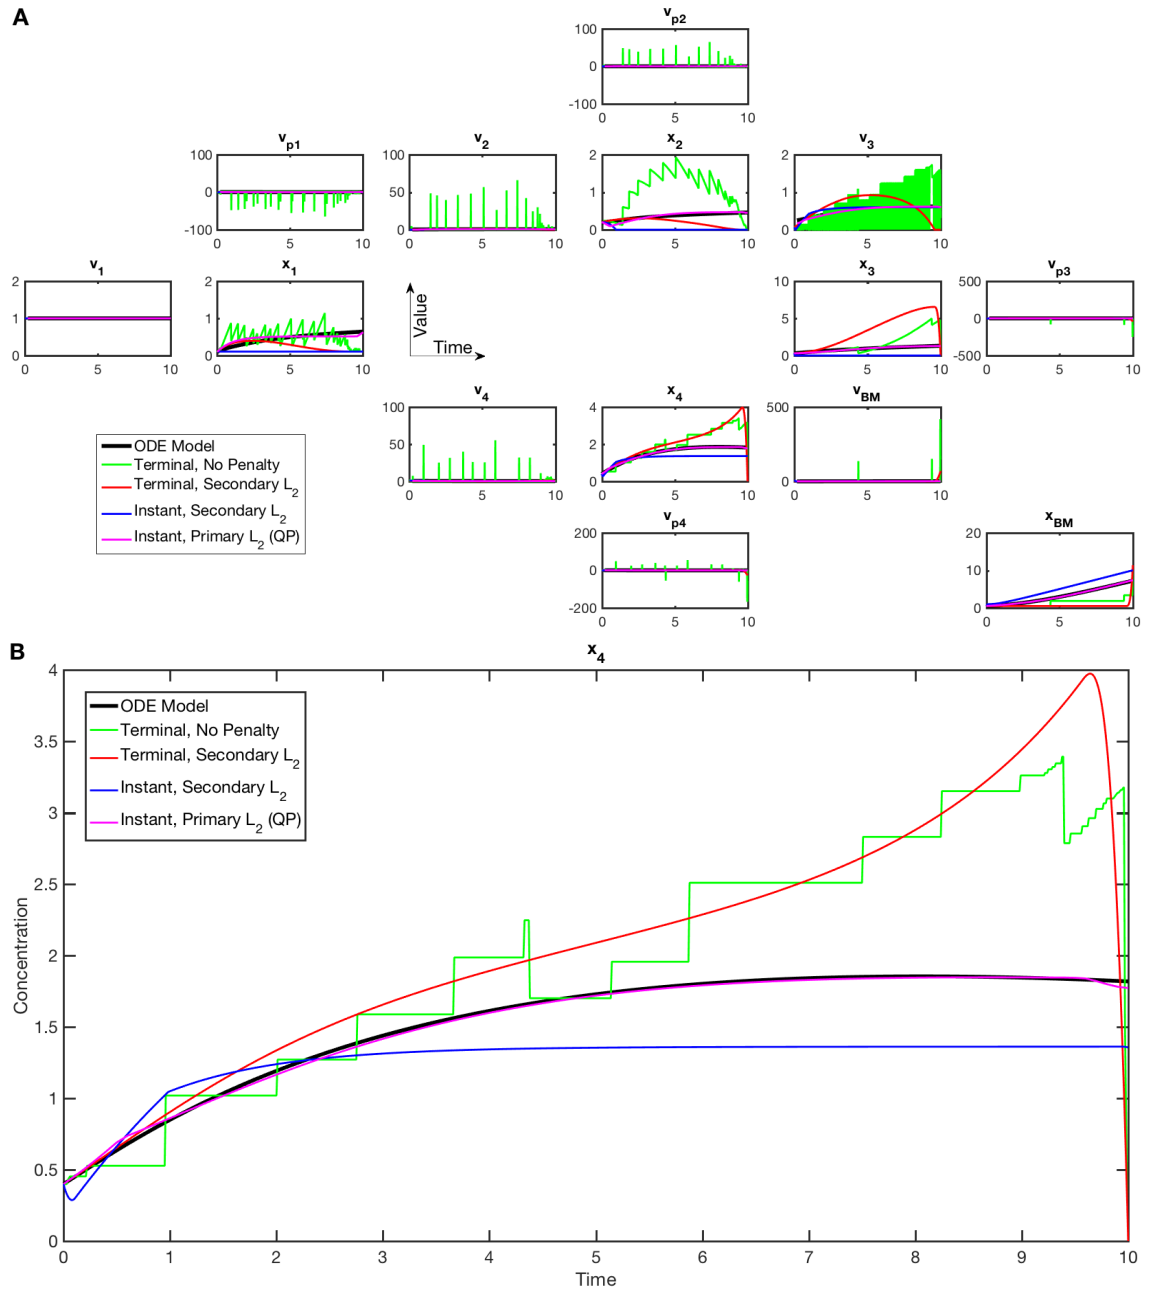 A
v_p2
100
0
-100
0 5 10
v_p1
100
0
-100
0 5 10
v_2
100
50
0
0 5 10
x_2
2
1
0
0 5 10
v_3
2
1
0
0 5 10
v_1
2
1
0
0 5 10
x_1
2
1
0
0 5 10
Value
Time
x_3
10
5
0
0 5 10
v_p3
500
0
-500
0 5 10
v_4
100
50
0
0 5 10
x_4
4
2
0
0 5 10
v_BM
500
0
0 5 10
ODE Model
Terminal, No Penalty
Terminal, Secondary L_2
Instant, Secondary L_2
Instant, Primary L_2 (QP)
v_p4
200
0
-200
0 5 10
x_BM
20
10
0
0 5 10
B
x_4
4
3.5
3
2.5
2
1.5
1
0.5
0
Concentration
ODE Model
Terminal, No Penalty
Terminal, Secondary L_2
Instant, Secondary L_2
Instant, Primary L_2 (QP)
0 1 2 3 4 5 6 7 8 9 10
Time